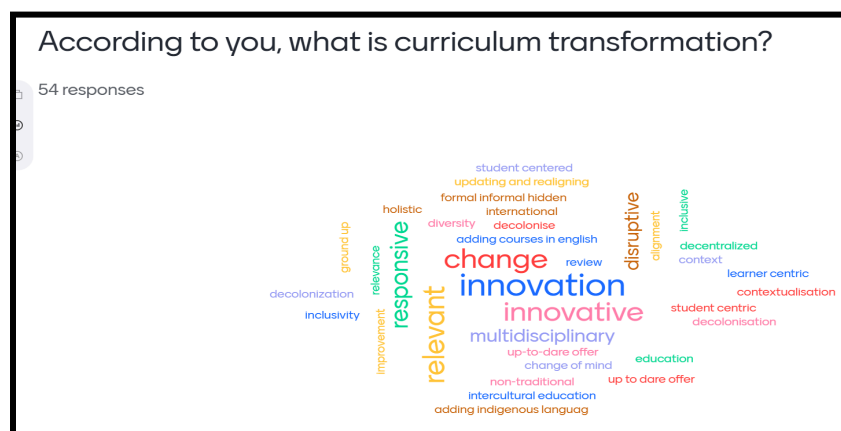 According to you, what is curriculum transformation?
54 responses
student centered
updating and realigning
formal informal hidden
holistic
international
diversity
decolonise
disruptive
inclusive
ground up
relevance
responsive
adding courses in english
alignment
decentralized
change
review
context
learner centric
decolonization
innovation
contextualisation
inclusivity
relevant
innovative
student centric
decolonisation
improvement
multidisciplinary
up-to-dare offer
education
change of mind
non-traditional
up to dare offer
intercultural education
adding indigenous languag